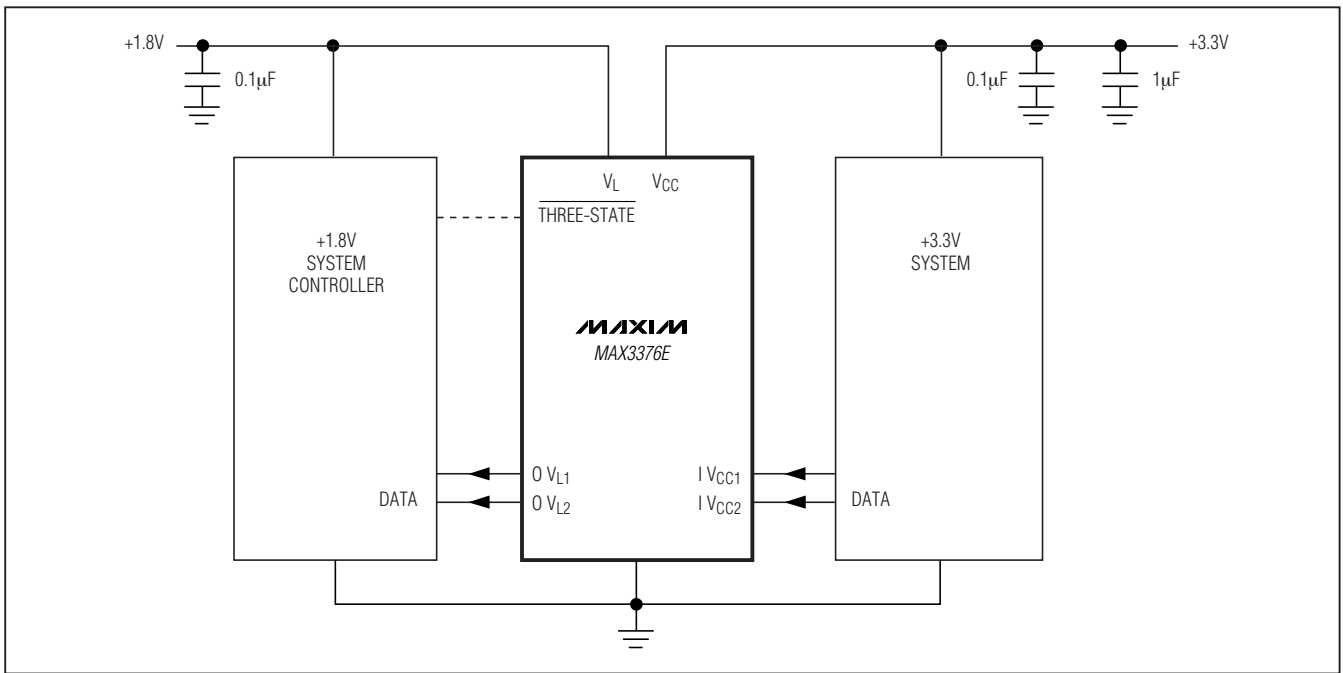 +1.8V
+3.3V
0.1μF
0.1μF
1μF
VL
VCC
THREE-STATE
+1.8V
SYSTEM
CONTROLLER
+3.3V
SYSTEM
MAXIM
MAX3376E
O VL1
I VCC1
DATA
O VL2
I VCC2
DATA